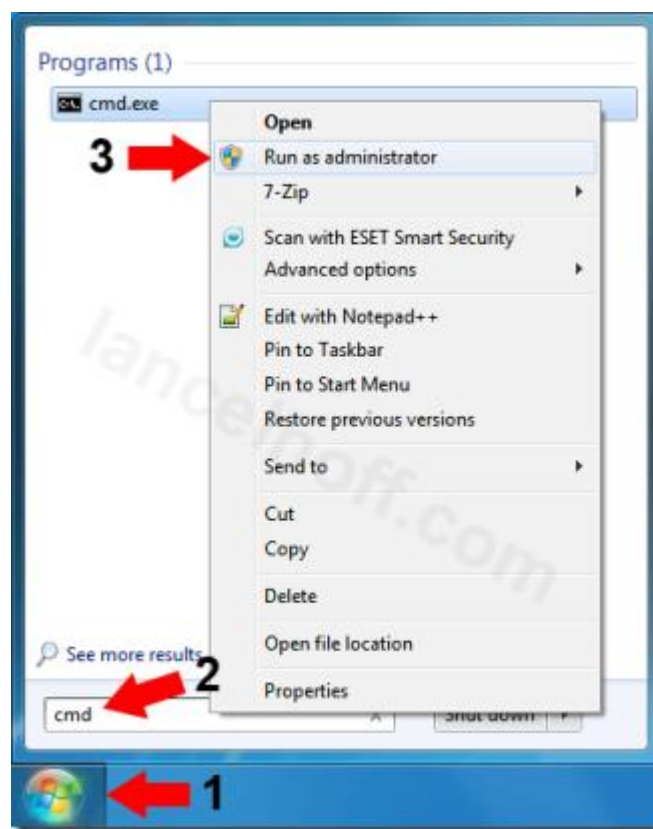 Programs (1)
cmd.exe
Open
3
Run as administrator
7-Zip
Scan with ESET Smart Security
Advanced options
Edit with Notepad++
Pin to Taskbar
Pin to Start Menu
Restore previous versions
Send to
Cut
Copy
Delete
Open file location
See more results
2
Properties
cmd
Shut down
1